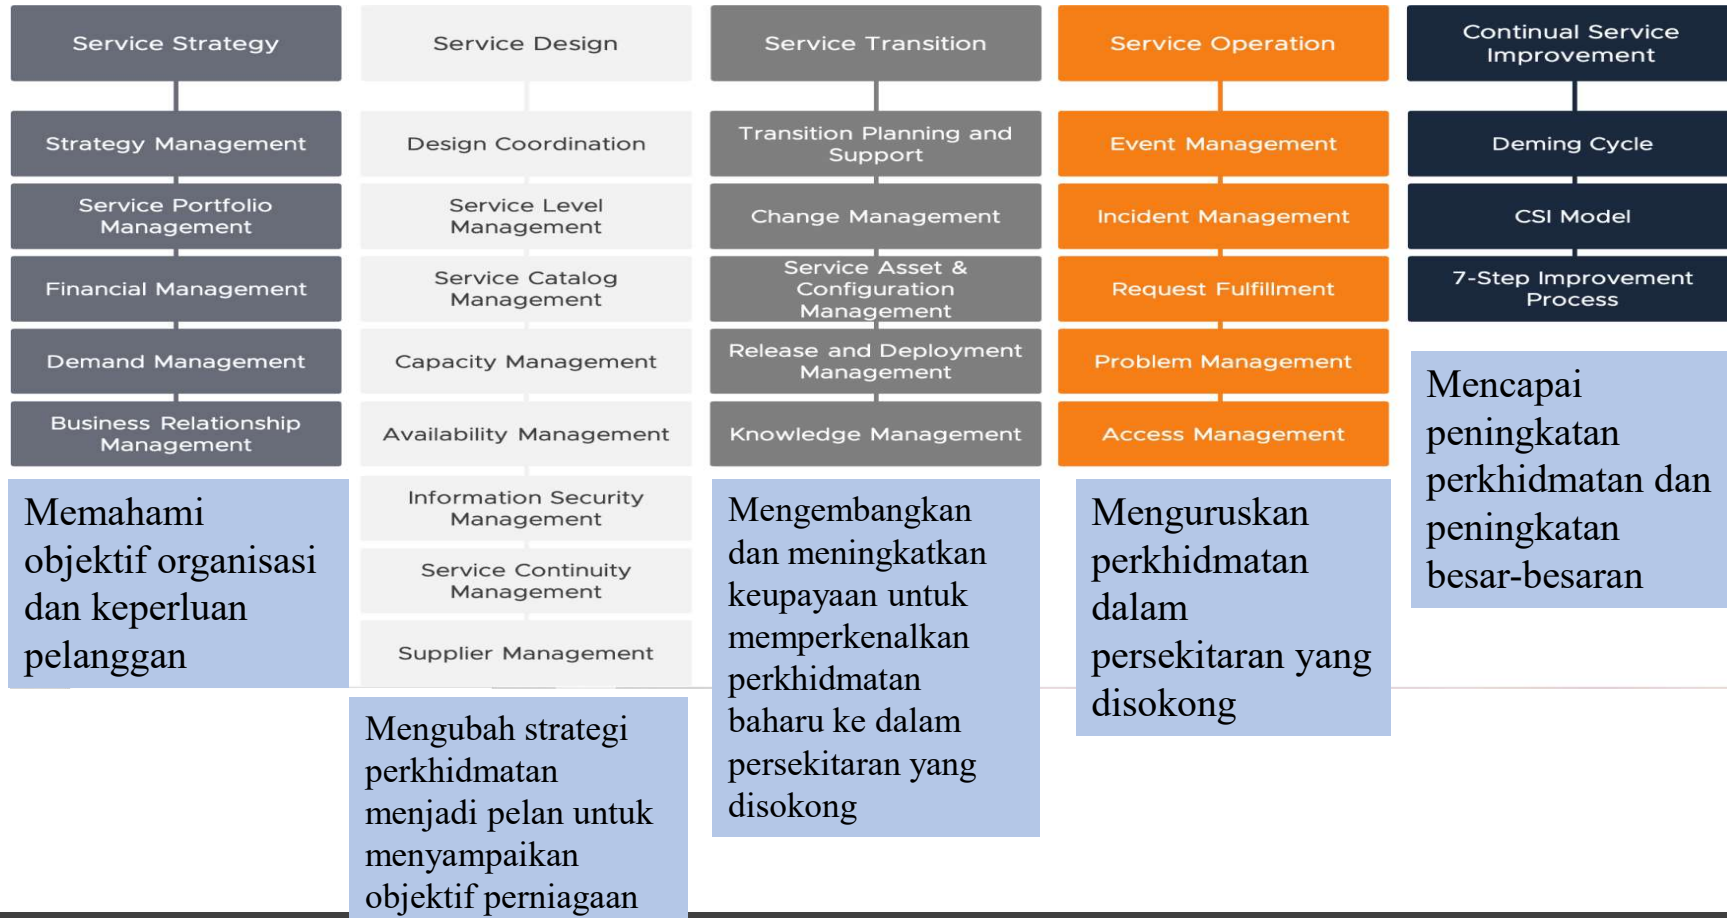 Service Strategy
Strategy Management
Service Portfolio
Management
Financial Management
Demand Management
Business Relationship
Management
Memahami
objektif organisasi
dan keperluan
pelanggan
Service Design
Design Coordination
Service Level
Management
Service Catalog
Management
Capacity Management
Availability Management
Information Security
Management
Service Continuity
Management
Supplier Management
Mengubah strategi
perkhidmatan
menjadi pelan untuk
menyampaikan
objektif perniagaan
Service Transition
Transition Planning and
Support
Change Management
Service Asset &
Configuration
Management
Release and Deployment
Management
Knowledge Management
Mengembangkan
dan meningkatkan
keupayaan untuk
memperkenalkan
perkhidmatan
baharu ke dalam
persekitaran yang
disokong
Service Operation
Event Management
Incident Management
Request Fulfillment
Problem Management
Access Management
Menguruskan
perkhidmatan
dalam
persekitaran yang
disokong
Continual Service
Improvement
Deming Cycle
CSI Model
7-Step Improvement
Process
Mencapai
peningkatan
perkhidmatan dan
peningkatan
besar-besaran